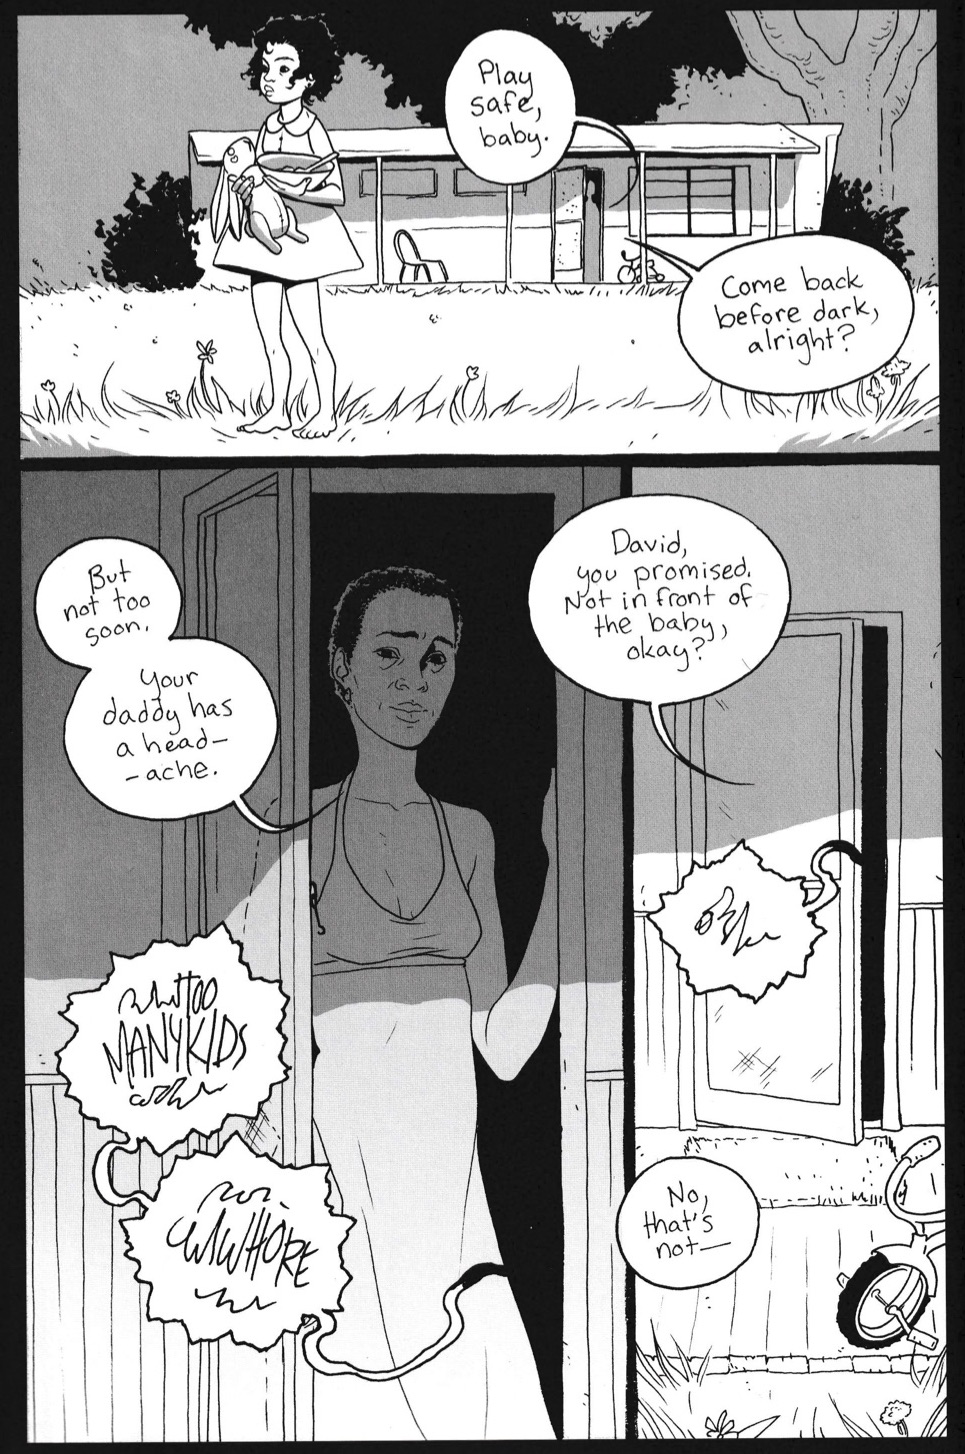 Play
safe,
baby.
Come back
before dark,
alright?
But
not too
soon.
Your
daddy has
a head-
-ache.
TOO
MANY KIDS
WHORE
David,
you promised.
Not in front of
the baby,
okay?
No,
that's
not—